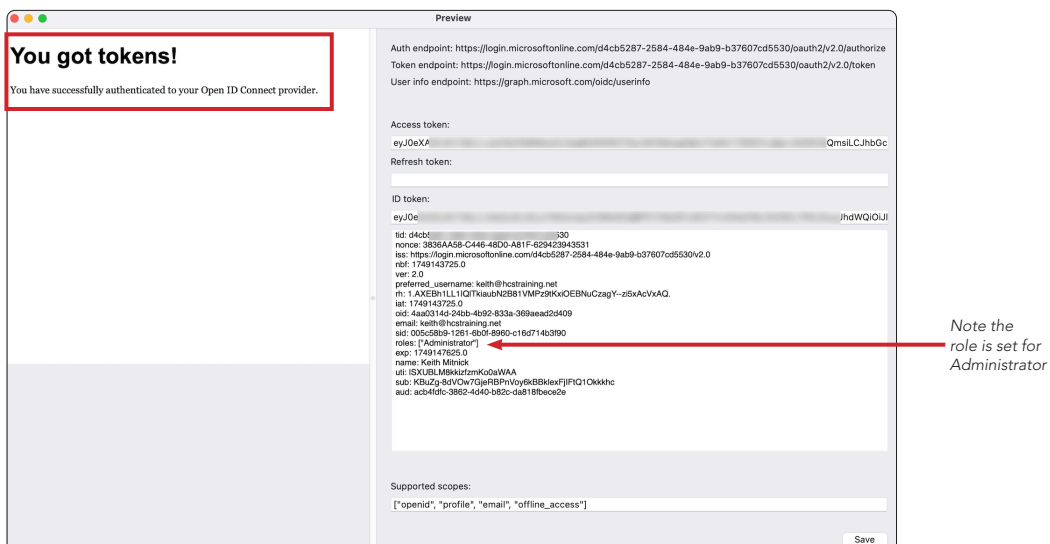 Preview
You got tokens!
You have successfully authenticated to your Open ID Connect provider.
Auth endpoint: https://login.microsoftonline.com/d4cb5287-2584-484e-9ab9-b37607cd5530/oauth2/v2.0/authorize
Token endpoint: https://login.microsoftonline.com/d4cb5287-2584-484e-9ab9-b37607cd5530/oauth2/v2.0/token
User info endpoint: https://graph.microsoft.com/oidc/userinfo
Access token:
eyJ0eXA QmsiLCJhbGc
Refresh token:
ID token:
eyJ0e JhdWQiOiJl
tid: d4cb5 530
nonce: 3836AA58-C446-48D0-A81F-629423943531
iss: https://login.microsoftonline.com/d4cb5287-2584-484e-9ab9-b37607cd5530/v2.0
nbf: 1749143725.0
ver: 2.0
preferred_username: keith@hcstraining.net
rh: 1.AXEBh1LL1IQlTkiaubN2B81VMPz9tKxiOEBNuCzagY--zi5xAcVxAQ.
iat: 1749143725.0
oid: 4aa0314d-24bb-4b92-833a-369aead2d409
email: keith@hcstraining.net
sid: 005c58b9-1261-6b0f-8960-c16d714b3f90
roles: ["Administrator"]
exp: 1749147625.0
name: Keith Mitnick
uti: lSXUBLM8kkizfzmKo0aWAA
sub: KBuZg-8dVOw7GjeRBPnVoy6kBBklexFjIFtQ1Okkkhc
aud: acb4fdfc-3862-4d40-b82c-da818fbece2e
Note the
role is set for
Administrator
Supported scopes:
["openid", "profile", "email", "offline_access"]
Save